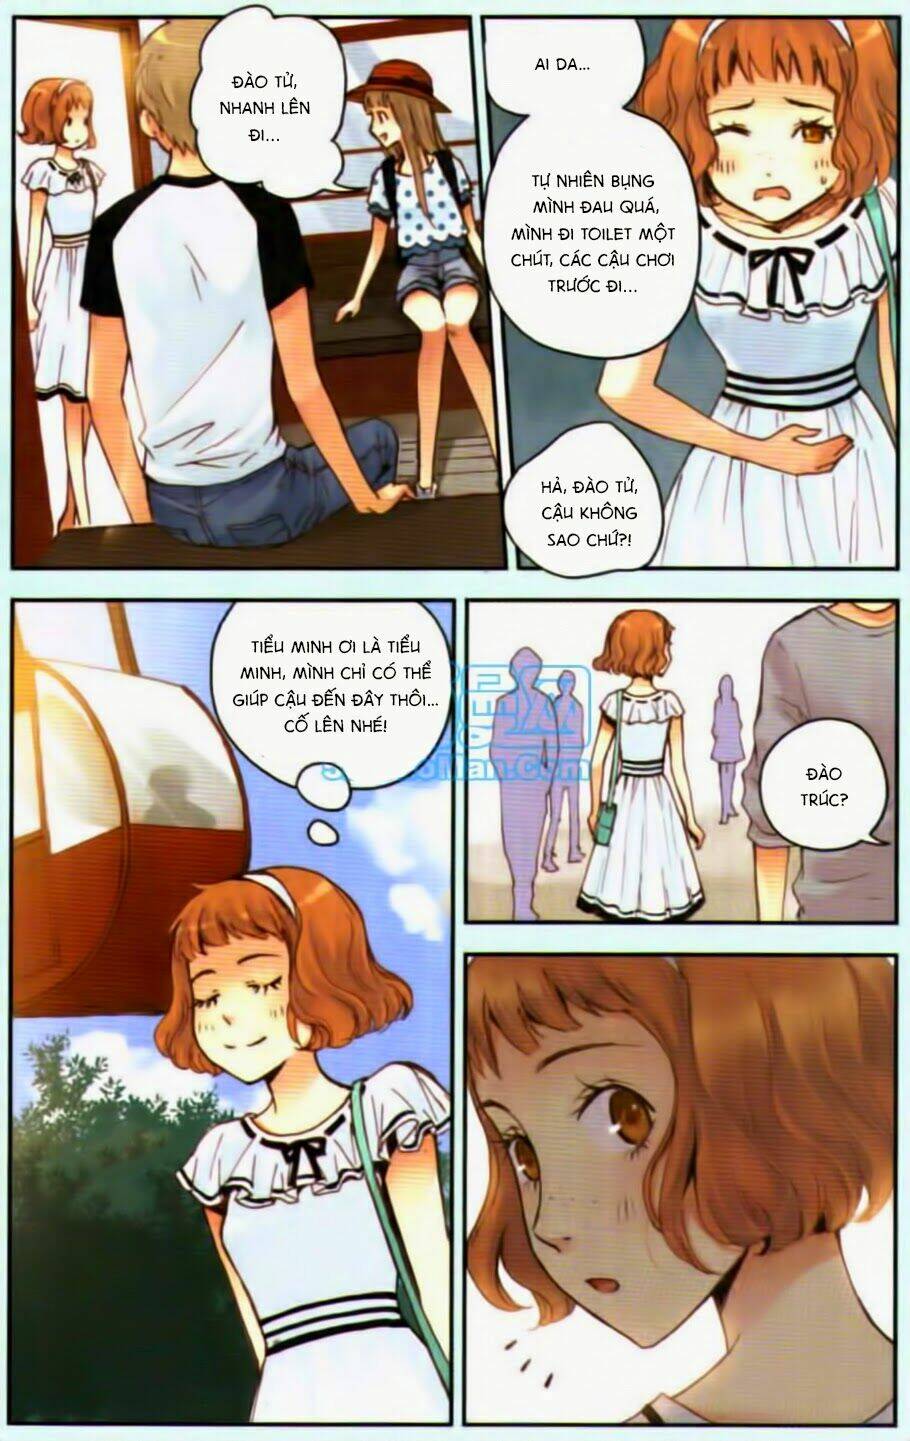 ĐÀO TỬ,
NHANH LÊN
ĐI...
AI DA...
TỰ NHIÊN BỤNG
MÌNH ĐAU QUÁ,
MÌNH ĐI TOILET MỘT
CHÚT, CÁC CẬU CHƠI
TRƯỚC ĐI...
HẢ, ĐÀO TỬ,
CẬU KHÔNG
SAO CHỨ?!
TIỂU MINH ƠI LÀ TIỂU
MINH, MÌNH CHỈ CÓ THỂ
GIÚP CẬU ĐẾN ĐÂY THÔI...
CỐ LÊN NHÉ!
ĐÀO
TRÚC?